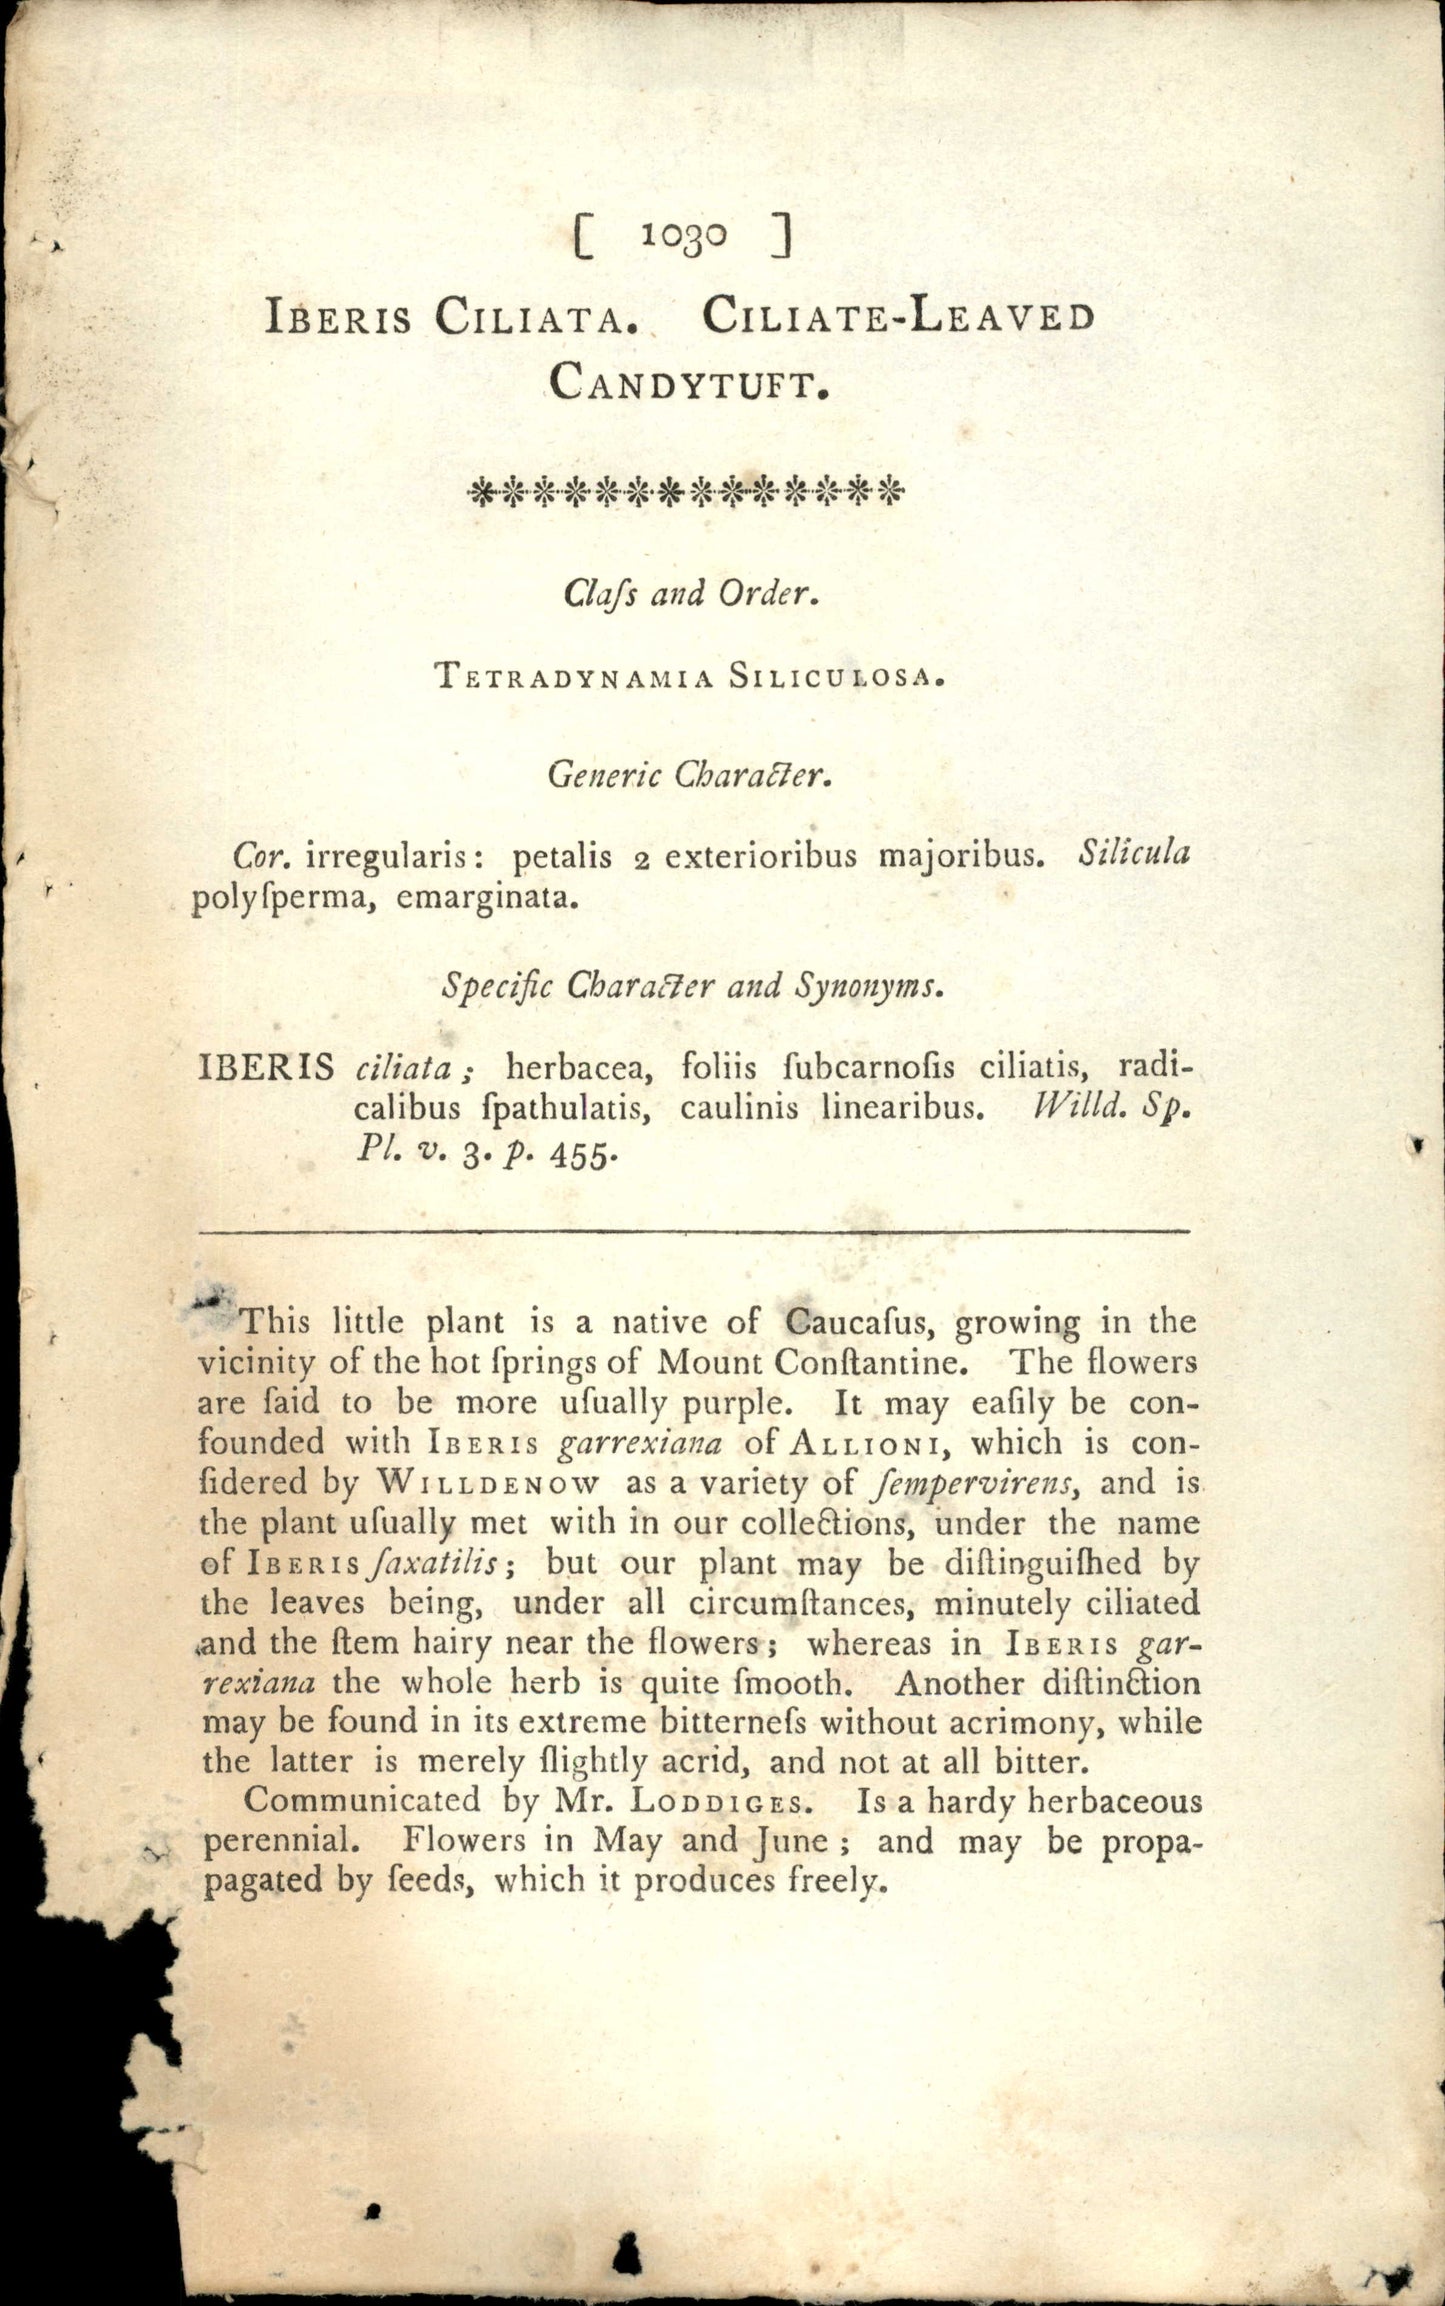 [ 1030 ]
IBERIS CILIATA. CILIATE-LEAVED
CANDYTUFT.
*************
Claſs and Order.
TETRADYNAMIA SILICULOSA.
Generic Character.
Cor. irregularis: petalis 2 exterioribus majoribus. Silicula
polyſperma, emarginata.
Specific Character and Synonyms.
IBERIS ciliata; herbacea, foliis ſubcarnoſis ciliatis, radi-
calibus ſpathulatis, caulinis linearibus. Willd. Sp.
Pl. v. 3. p. 455.
This little plant is a native of Caucaſus, growing in the
vicinity of the hot ſprings of Mount Conſtantine. The flowers
are ſaid to be more uſually purple. It may eaſily be con-
founded with IBERIS garrexiana of ALLIONI, which is con-
ſidered by WILLDENOW as a variety of ſempervirens, and is
the plant uſually met with in our collections, under the name
of IBERIS ſaxatilis; but our plant may be diſtinguiſhed by
the leaves being, under all circumſtances, minutely ciliated
and the ſtem hairy near the flowers; whereas in IBERIS gar-
rexiana the whole herb is quite ſmooth. Another diſtinction
may be found in its extreme bitterneſs without acrimony, while
the latter is merely ſlightly acrid, and not at all bitter.
Communicated by Mr. LODDIGES. Is a hardy herbaceous
perennial. Flowers in May and June; and may be propa-
pagated by ſeeds, which it produces freely.